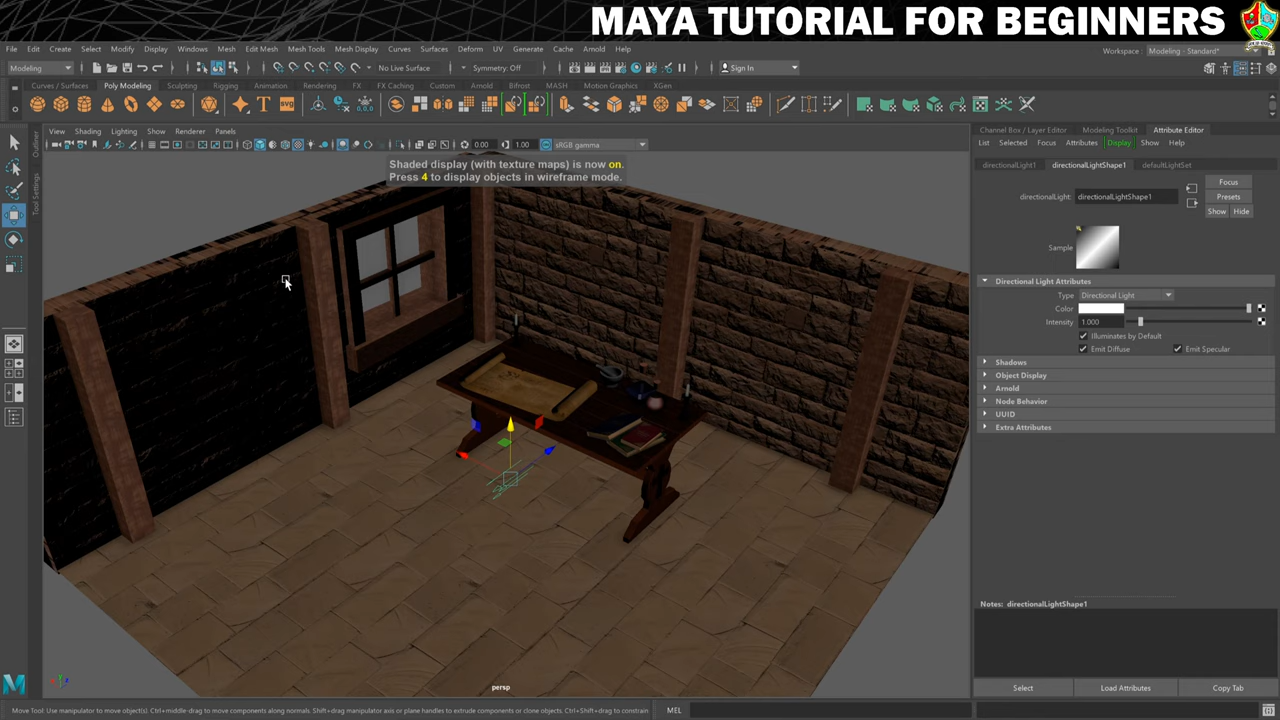 MAYA TUTORIAL FOR BEGINNERS
File Edit Create Select Modify Display Windows Mesh Edit Mesh Mesh Tools Mesh Display Curves Surfaces Deform UV Generate Cache Arnold Help
Workspace : Modeling - Standard*
Modeling No Live Surface Symmetry: Off Sign In
Curves / Surfaces Poly Modeling Sculpting Rigging Animation Rendering FX FX Caching Custom Arnold Bifrost MASH Motion Graphics XGen
SVG
View Shading Lighting Show Renderer Panels
Channel Box / Layer Editor Modeling Toolkit Attribute Editor
0.00 1.00 sRGB gamma
List Selected Focus Attributes Display Show Help
Outliner
Tool Settings
Shaded display (with texture maps) is now on.
Press 4 to display objects in wireframe mode.
directionalLight1 directionalLightShape1 defaultLightSet
Focus
directionalLight: directionalLightShape1 Presets
Show Hide
Sample
Directional Light Attributes
Type Directional Light
Color
Intensity 1.000
Illuminates by Default
Emit Diffuse Emit Specular
Shadows
Object Display
Arnold
Node Behavior
UUID
Extra Attributes
Notes: directionalLightShape1
persp
Select Load Attributes Copy Tab
Move Tool: Use manipulator to move object(s). Ctrl+middle-drag to move components along normals. Shift+drag manipulator axis or plane handles to extrude components or clone objects. Ctrl+Shift+drag to constrain MEL